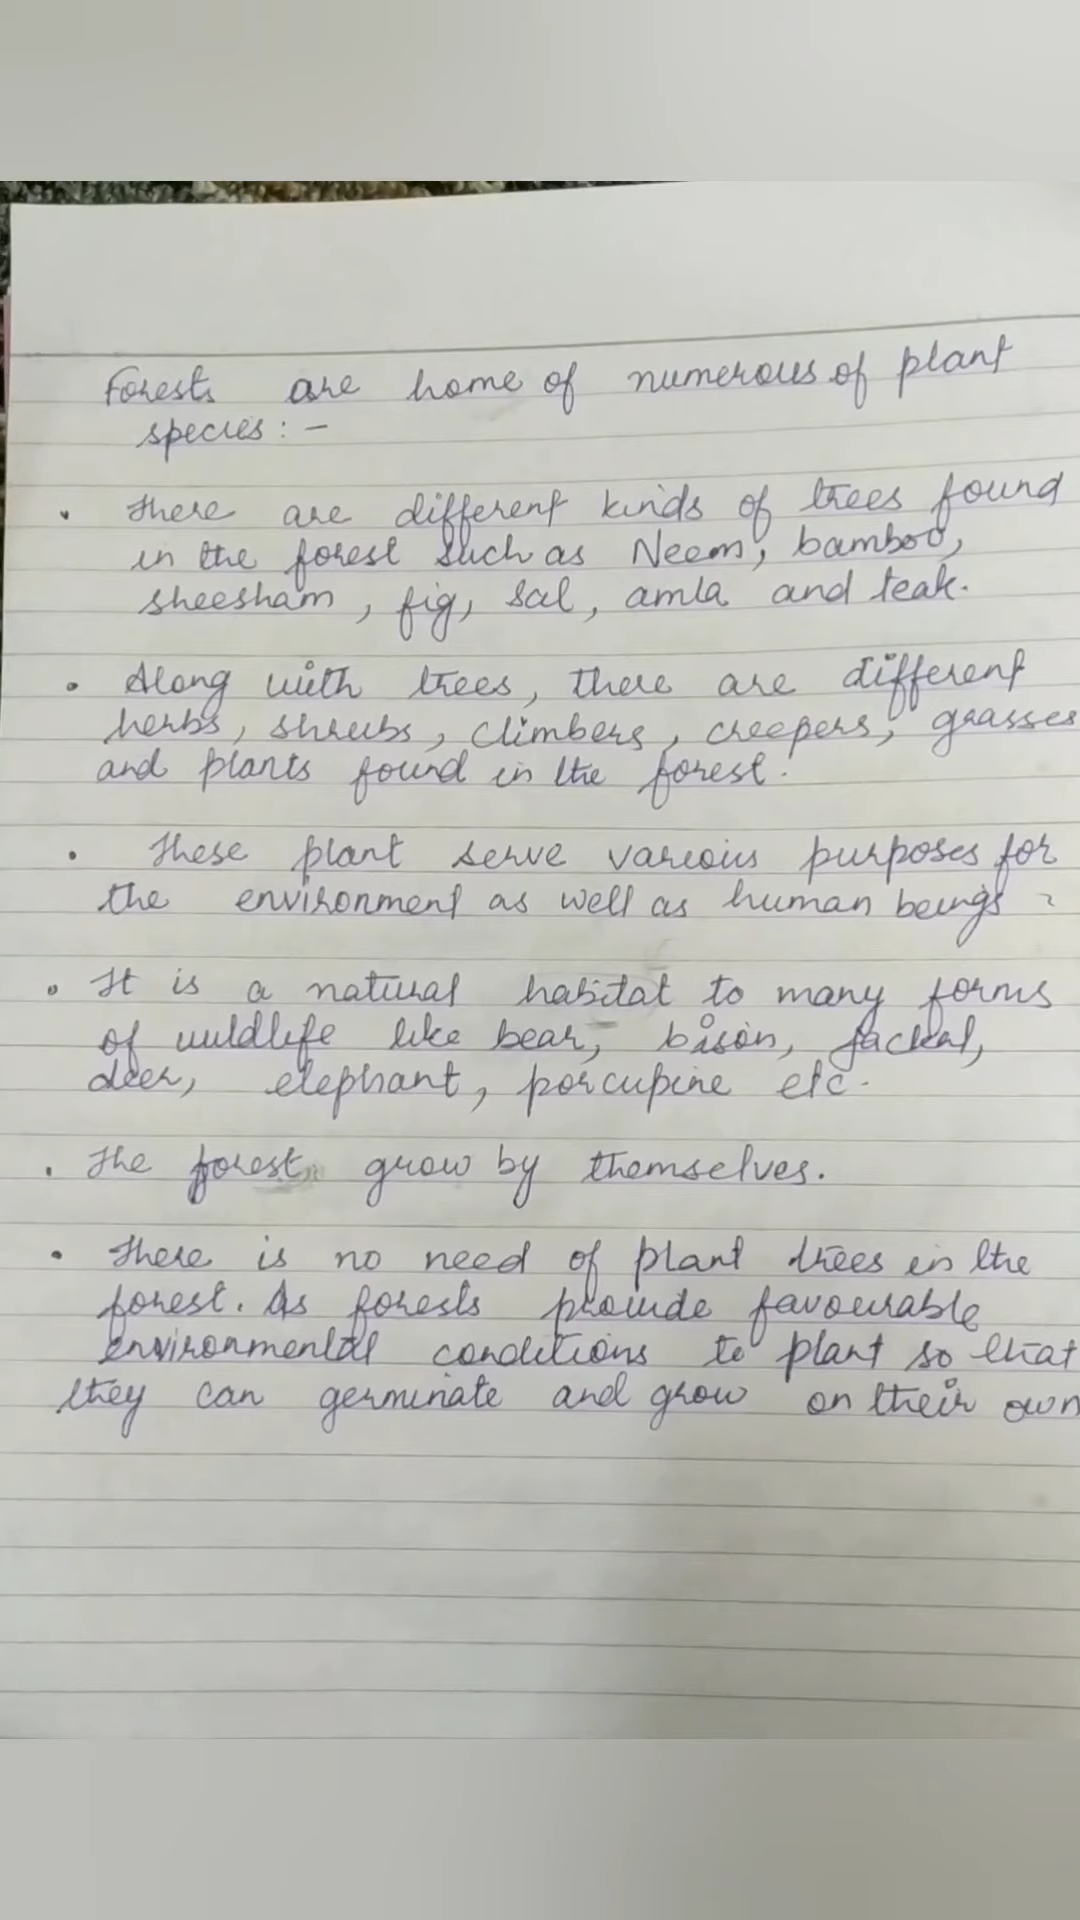 Forests are home of numerous of plant
species : -
• There are different kinds of trees found
in the forest such as Neem, bamboo,
sheesham, fig, sal, amla and teak.
• Along with trees, there are different
herbs, shrubs, climbers, creepers, grasses
and plants found in the forest.
• These plant serve various purposes for
the environment as well as human beings
• It is a natural habitat to many forms
of wildlife like bear, bison, jackal,
deer, elephant, porcupine etc.
• The forest grow by themselves.
• There is no need of plant trees in the
forest. As forests provide favourable
environmental conditions to plant so that
they can germinate and grow on their own